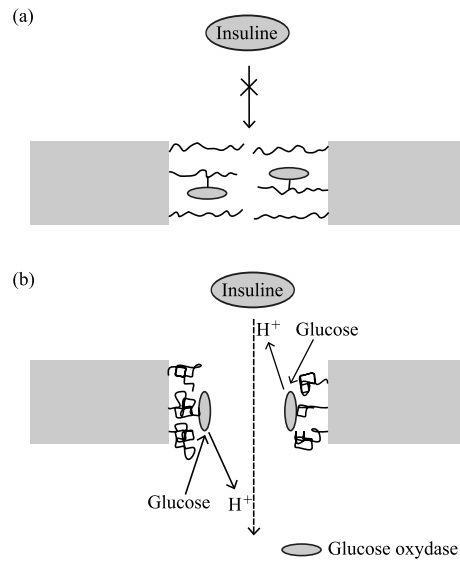 (a)
Insuline
(b)
Insuline
H+
Glucose
Glucose
H+
Glucose oxydase